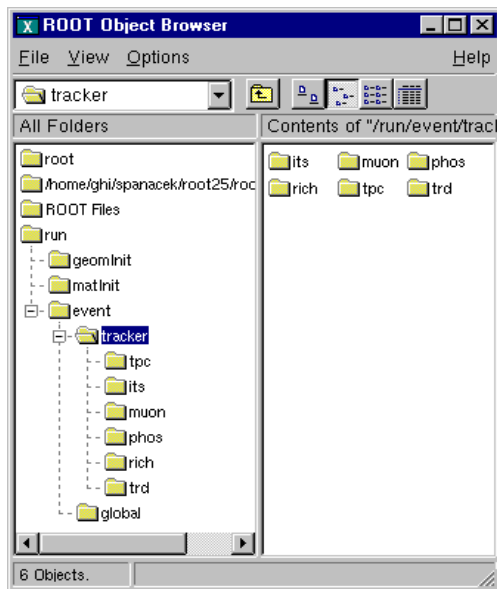 ROOT Object Browser
File View Options Help
tracker
All Folders Contents of "/run/event/trac
root
/home/ghi/spanacek/root25/roo
ROOT Files
run
geomInit
matInit
event
tracker
tpc
its
muon
phos
rich
trd
global
its muon phos
rich tpc trd
6 Objects.